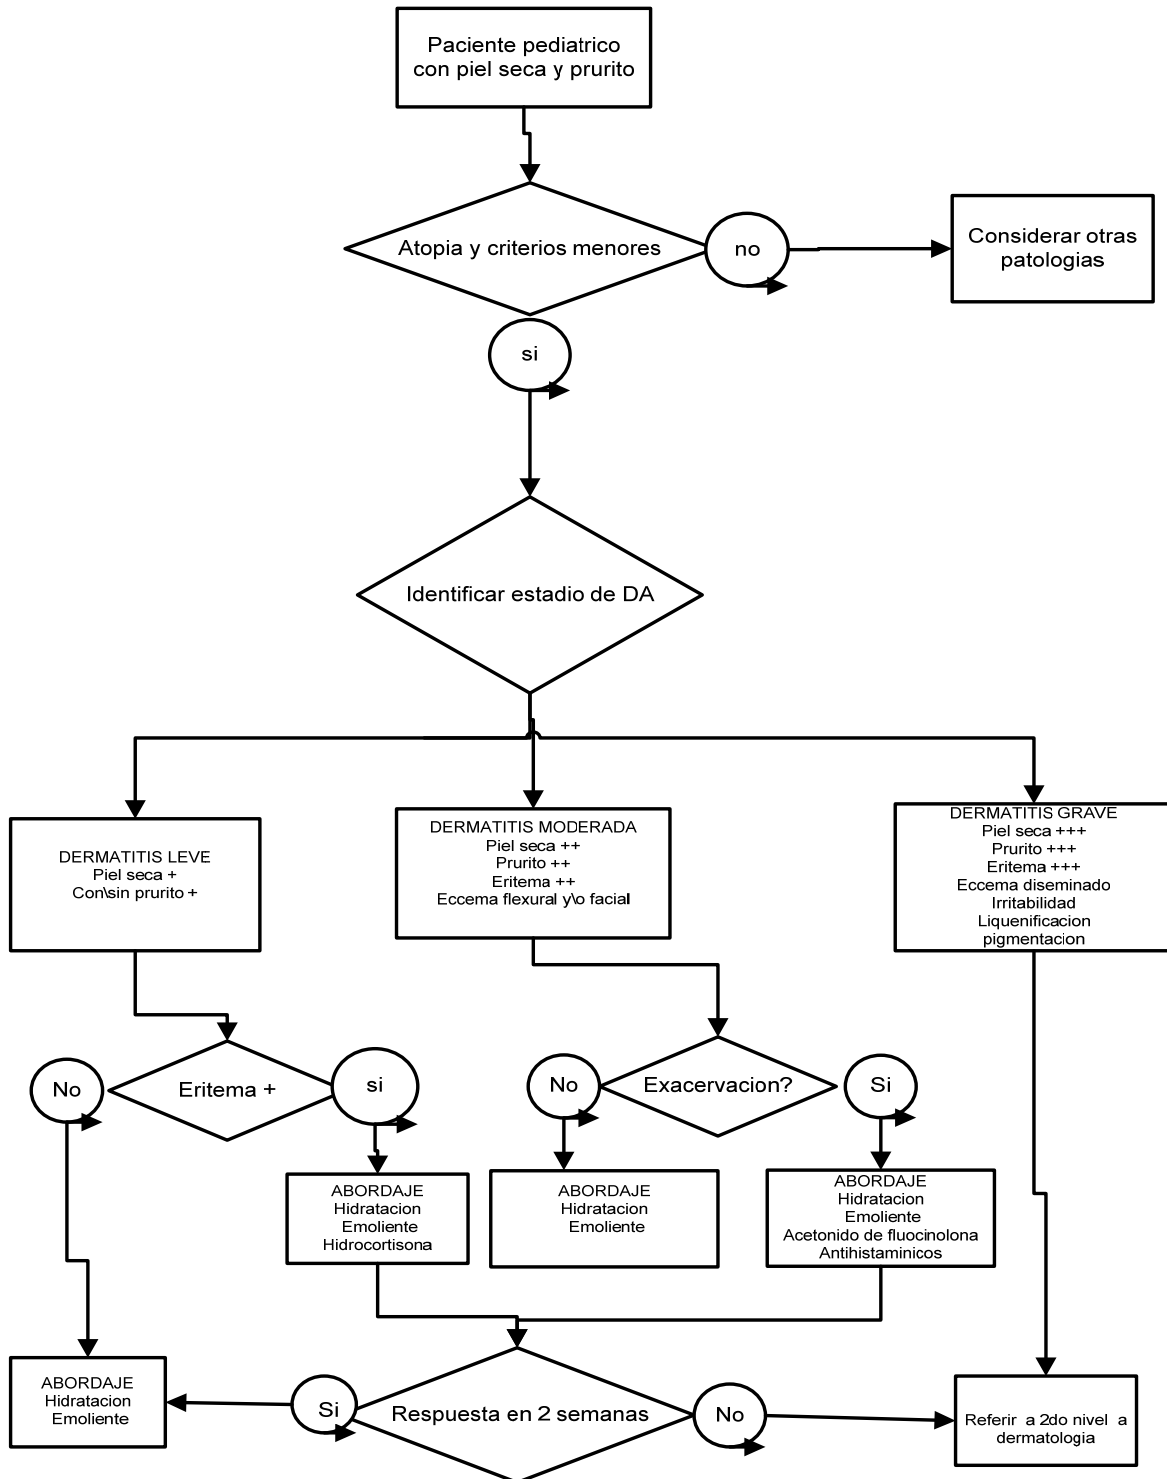 Paciente pediatrico
con piel seca y prurito
Atopia y criterios menores
no
Considerar otras
patologias
si
Identificar estadio de DA
DERMATITIS LEVE
Piel seca +
Con\sin prurito +
DERMATITIS MODERADA
Piel seca ++
Prurito ++
Eritema ++
Eccema flexural y\o facial
DERMATITIS GRAVE
Piel seca +++
Prurito +++
Eritema +++
Eccema diseminado
Irritabilidad
Liquenificacion
pigmentacion
No
Eritema +
si
No
Exacervacion?
Si
ABORDAJE
Hidratacion
Emoliente
Hidrocortisona
ABORDAJE
Hidratacion
Emoliente
ABORDAJE
Hidratacion
Emoliente
Acetonido de fluocinolona
Antihistaminicos
ABORDAJE
Hidratacion
Emoliente
Si
Respuesta en 2 semanas
No
Referir a 2do nivel a
dermatologia